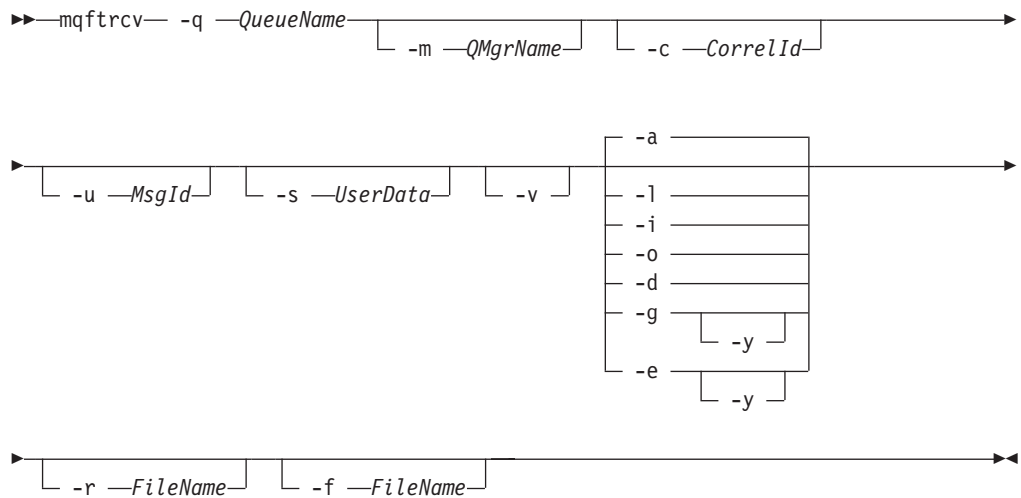 mqftrcv -q QueueName
-m QMgrName -c CorrelId
-a
-u MsgId -s UserData -v -l
-i
-o
-d
-g
-y
-e
-y
-r FileName -f FileName